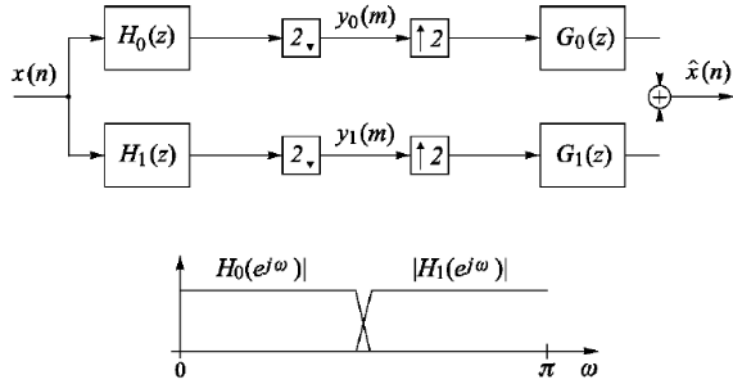 H₀(z) 2▾ y₀(m) ↑2 G₀(z)
x(n) x̂(n)
+
H₁(z) 2▾ y₁(m) ↑2 G₁(z)
H₀(e^{jω})| |H₁(e^{jω})|
0 π ω